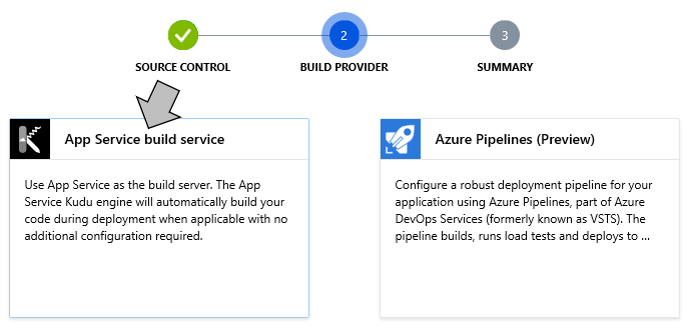 2
3
SOURCE CONTROL
BUILD PROVIDER
SUMMARY
App Service build service
Use App Service as the build server. The App
Service Kudu engine will automatically build your
code during deployment when applicable with no
additional configuration required.
Azure Pipelines (Preview)
Configure a robust deployment pipeline for your
application using Azure Pipelines, part of Azure
DevOps Services (formerly known as VSTS). The
pipeline builds, runs load tests and deploys to ...